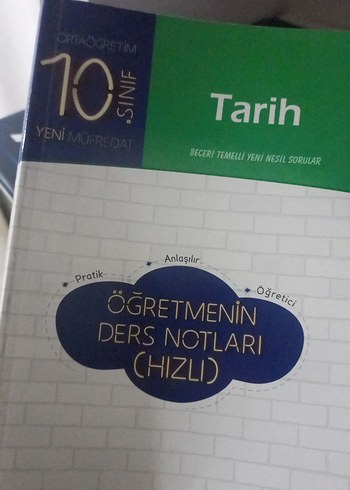 ORTAÖĞRETİM
10.SINIF
YENİ MÜFREDAT
Tarih
BECERİ TEMELLİ YENİ NESİL SORULAR
Pratik
Anlaşılır
Öğretici
ÖĞRETMENİN
DERS NOTLARI
(HIZLI)